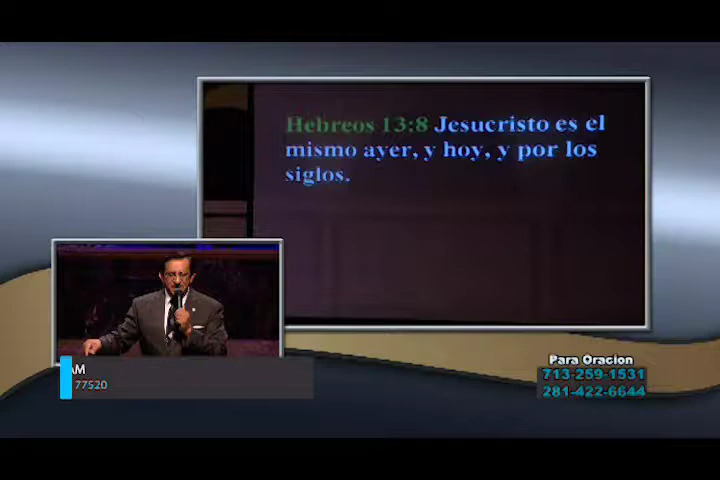 Hebreos 13:8 Jesucristo es el
mismo ayer, y hoy, y por los
siglos.
AM
77520
Para Oracion
713-259-1531
281-422-6644